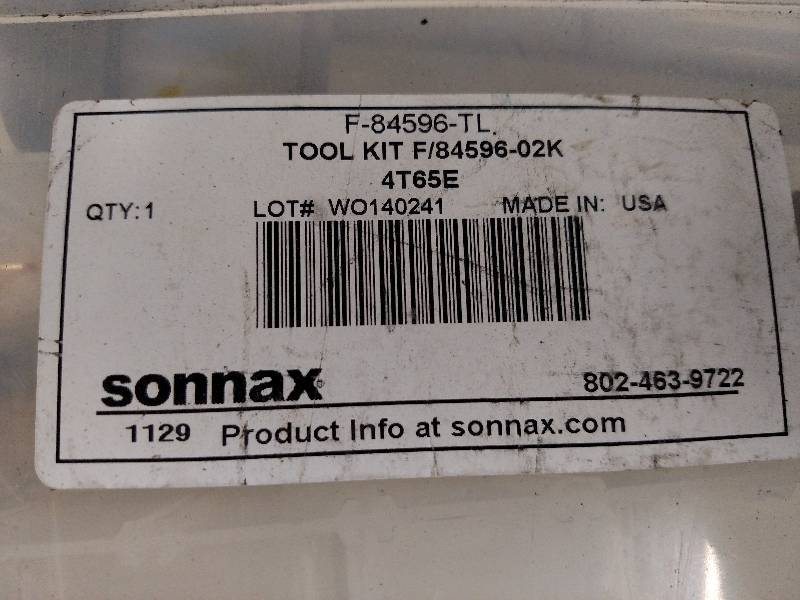 F-84596-TL
TOOL KIT F/84596-02K
4T65E
QTY:1 LOT# WO140241 MADE IN: USA
sonnax® 802-463-9722
1129 Product Info at sonnax.com